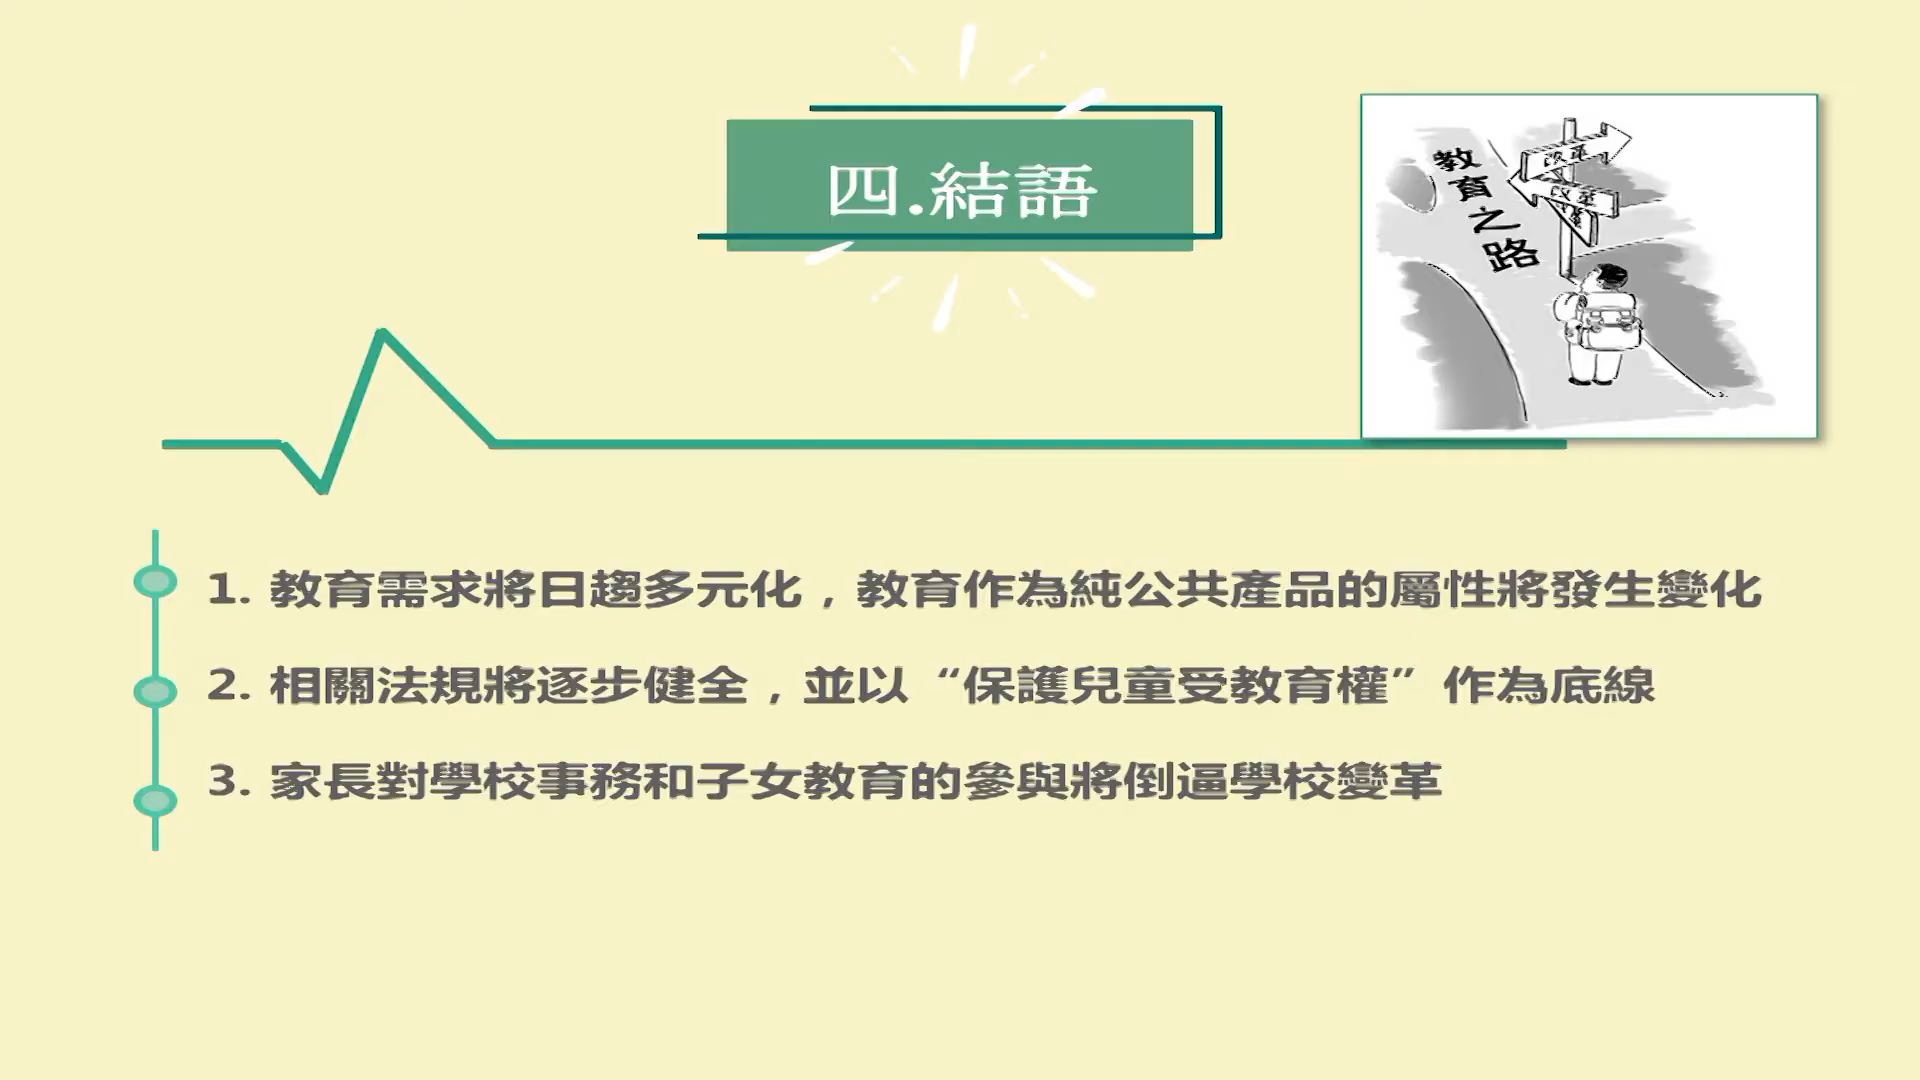 四.結語
教育之路
改革
改革
1. 教育需求將日趨多元化，教育作為純公共產品的屬性將發生變化
2. 相關法規將逐步健全，並以“保護兒童受教育權”作為底線
3. 家長對學校事務和子女教育的參與將倒逼學校變革